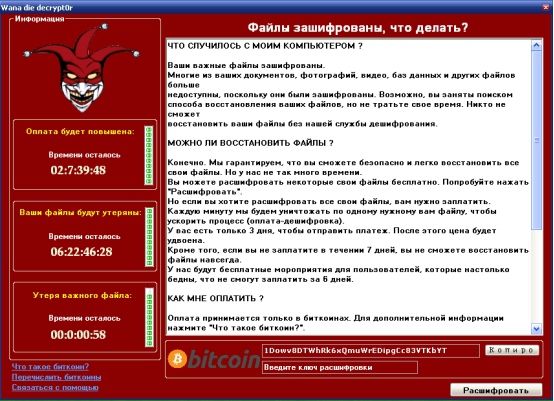 Wana die decrypt0r
Информация
Файлы зашифрованы, что делать?
ЧТО СЛУЧИЛОСЬ С МОИМ КОМПЬЮТЕРОМ ?
Ваши важные файлы зашифрованы.
Многие из ваших документов, фотографий, видео, баз данных и других файлов
больше
недоступны, поскольку они были зашифрованы. Возможно, вы заняты поиском
способа восстановления ваших файлов, но не тратьте свое время. Никто не
сможет
восстановить ваши файлы без нашей службы дешифрования.
МОЖНО ЛИ ВОССТАНОВИТЬ ФАЙЛЫ ?
Конечно. Мы гарантируем, что вы сможете безопасно и легко восстановить все
свои файлы. Но у нас не так много времени.
Вы можете расшифровать некоторые свои файлы бесплатно. Попробуйте нажать
"Расшифровать".
Но если вы хотите расшифровать все свои файлы, вам нужно заплатить.
Каждую минуту мы будем уничтожать по одному нужному вам файлу, чтобы
ускорить процесс (оплата-дешифровка).
У вас есть только 3 дня, чтобы отправить платеж. После этого цена будет
удвоена.
Кроме того, если вы не заплатите в течении 7 дней, вы не сможете восстановить
файлы навсегда.
У нас будут бесплатные мероприятия для пользователей, которые настолько
бедны, что не смогут заплатить за 6 дней.
КАК МНЕ ОПЛАТИТЬ ?
Оплата принимается только в биткоинах. Для дополнительной информации
нажмите "Что такое биткоин?".
Оплата будет повышена:
Времени осталось
02:7:39:48
Ваши файлы будут утеряны:
Времени осталось
06:22:46:28
Утеря важного файла:
Времени осталось
00:0:00:58
Что такое биткоин?
Перечислить биткоины
Связаться с помощью
bitcoin
Копиро
Введите ключ расшифровки
Расшифровать